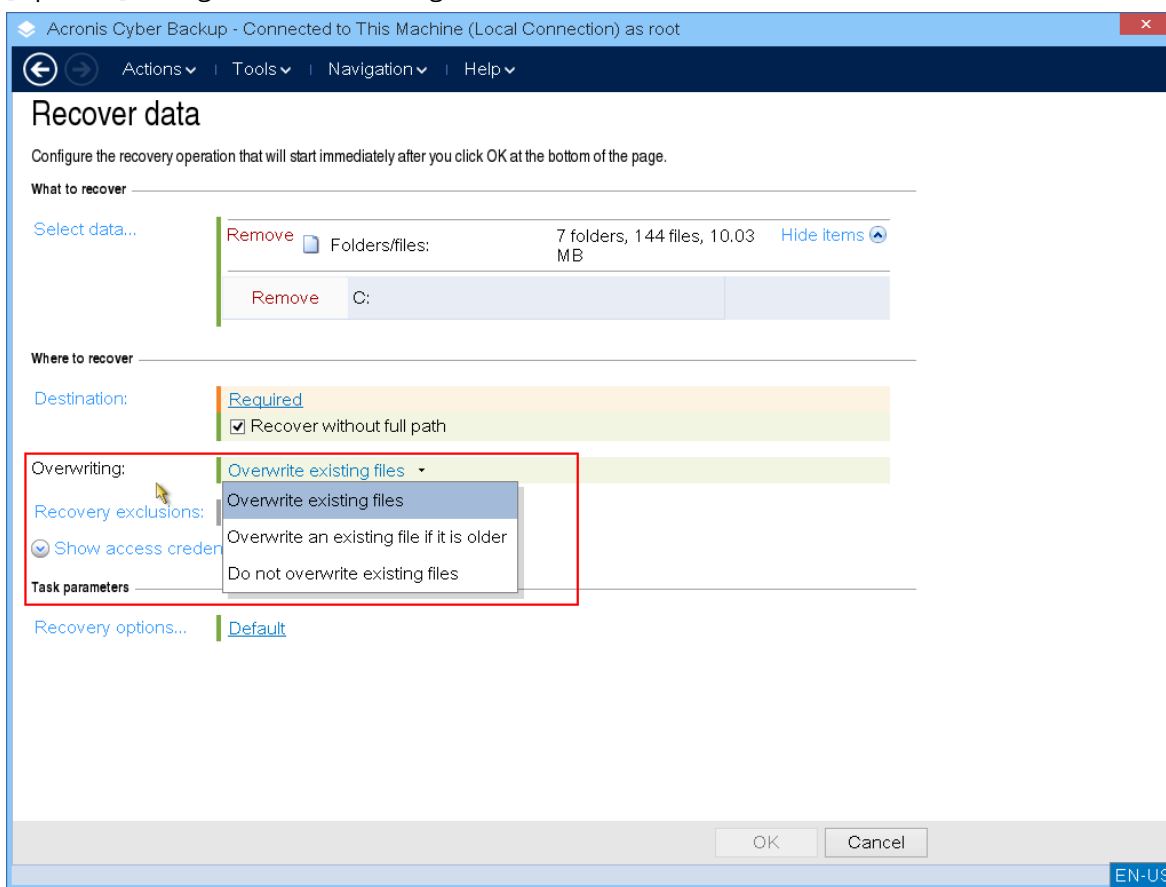 Acronis Cyber Backup - Connected to This Machine (Local Connection) as root
Actions Tools Navigation Help
Recover data
Configure the recovery operation that will start immediately after you click OK at the bottom of the page.
What to recover
Select data...
Remove Folders/files: 7 folders, 144 files, 10.03 MB Hide items
Remove C:
Where to recover
Destination: Required
Recover without full path
Overwriting: Overwrite existing files
Overwrite existing files
Recovery exclusions:
Overwrite an existing file if it is older
Show access
Do not overwrite existing files
Task parameters
Recovery options... Default
OK Cancel
EN-US